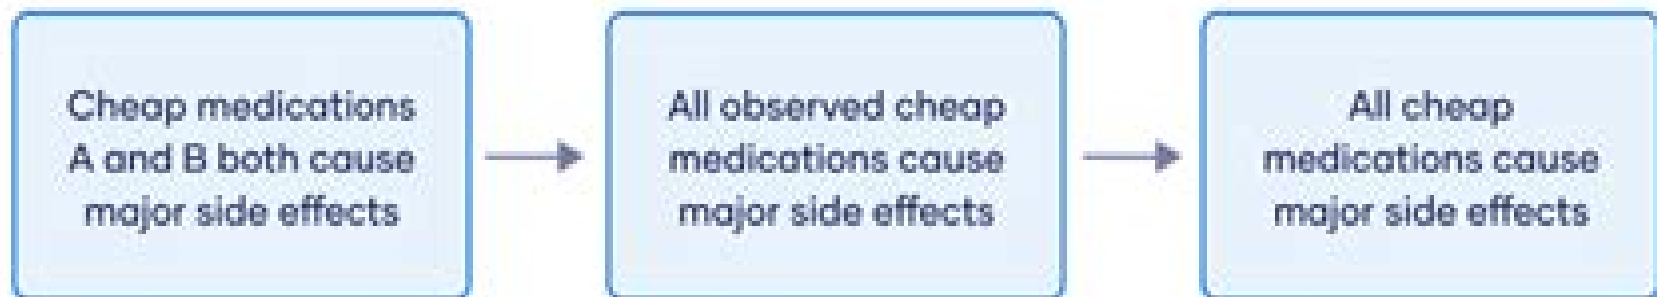 Cheap medications
A and B both cause
major side effects
All observed cheap
medications cause
major side effects
All cheap
medications cause
major side effects